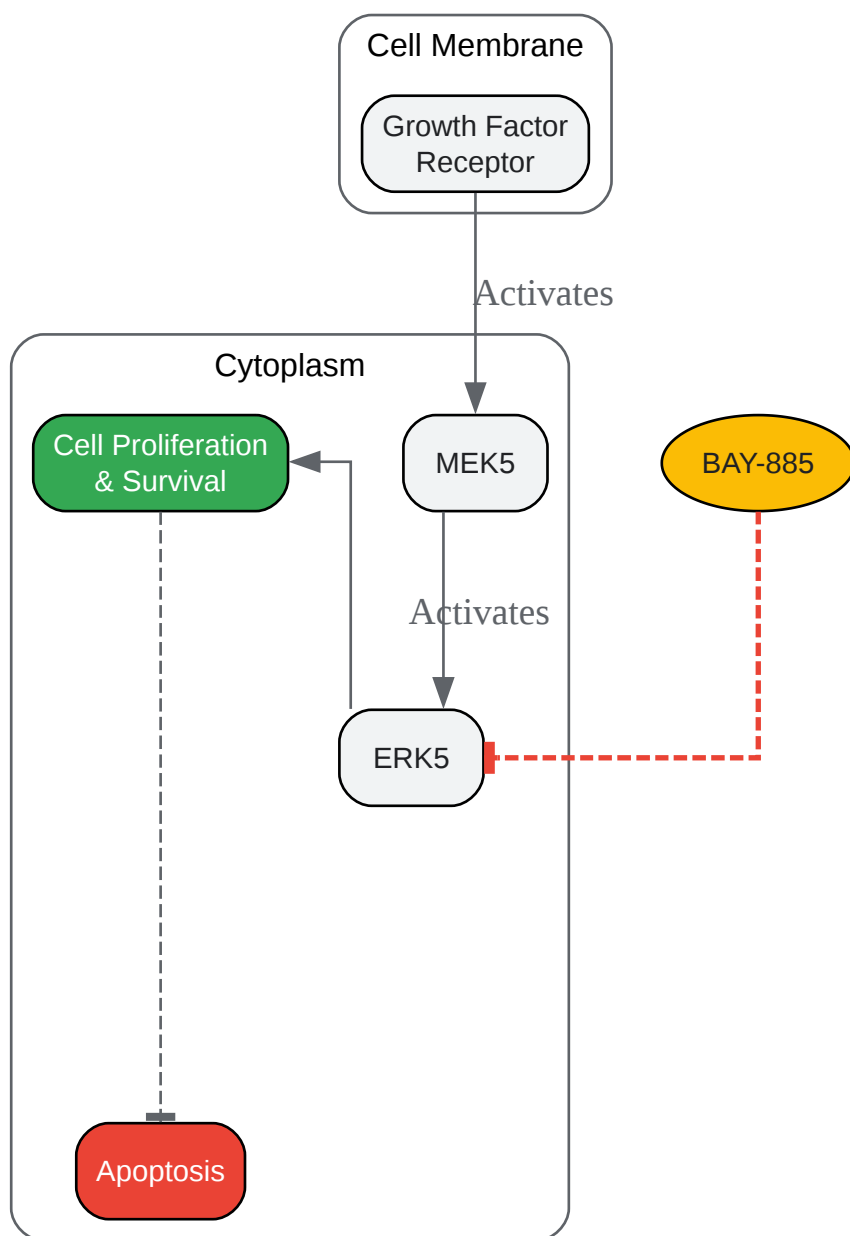 Cell Membrane
Growth Factor
Receptor
Activates
Cytoplasm
Cell Proliferation
& Survival
MEK5
BAY-885
Activates
ERK5
Apoptosis